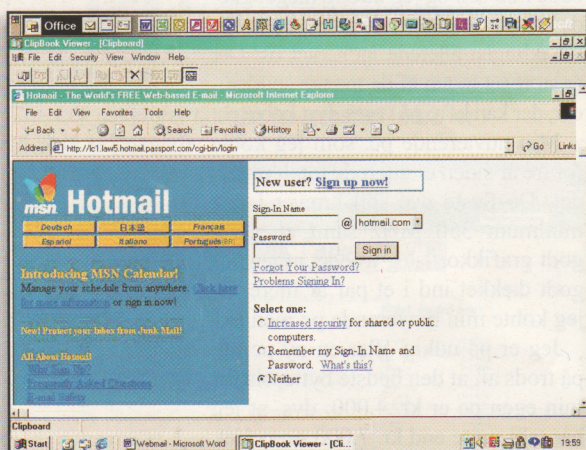 Office
ClipBook Viewer - [Clipboard]
File Edit Security View Window Help
Hotmail - The World's FREE Web-based E-mail - Microsoft Internet Explorer
File Edit View Favorites Tools Help
Back Search Favorites History
Address http://lc1.law5.hotmail.passport.com/cgi-bin/login Go Links
msn Hotmail
Deutsch 日本語 Français
Español Italiano Português(BR)
Introducing MSN Calendar!
Manage your schedule from anywhere. Click here
for more information or sign in now!
New! Protect your Inbox from Junk Mail!
All About Hotmail
Why Sign Up?
Frequently Asked Questions
E-mail Safety
New user? Sign up now!
Sign-In Name
@ hotmail.com
Password
Sign in
Forgot Your Password?
Problems Signing In?
Select one:
Increased security for shared or public
computers.
Remember my Sign-In Name and
Password. What's this?
Neither
Clipboard
Start Webmail - Microsoft Word ClipBook Viewer - [Cli... 19:59